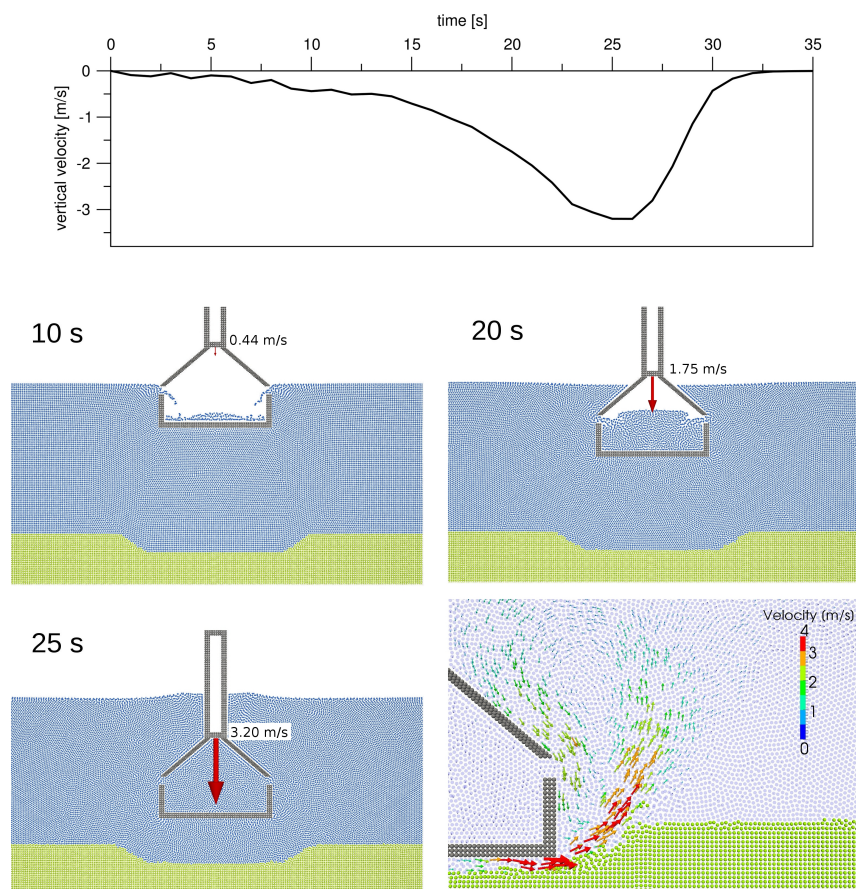 time [s]
0 5 10 15 20 25 30 35
vertical velocity [m/s]
0
-1
-2
-3
10 s
0.44 m/s
20 s
1.75 m/s
25 s
3.20 m/s
Velocity (m/s)
4
3
2
1
0